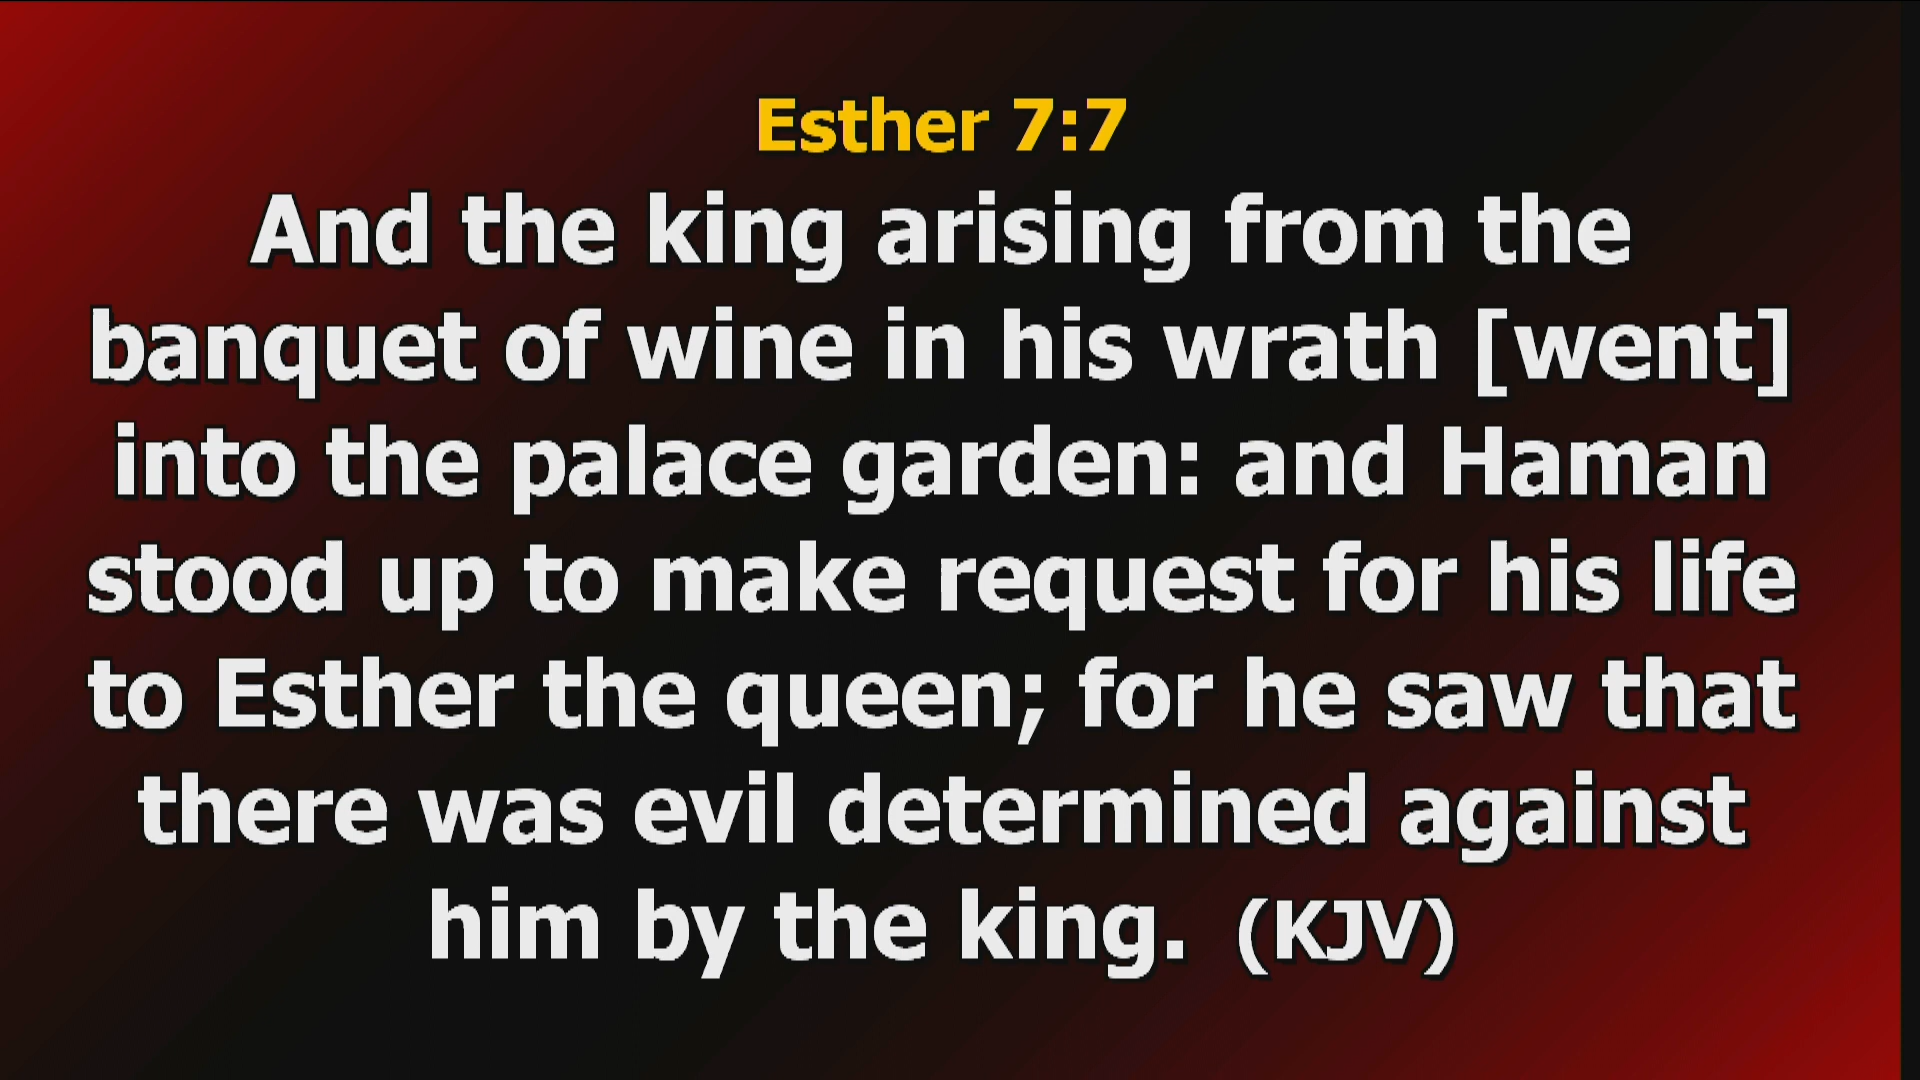 Esther 7:7
And the king arising from the
banquet of wine in his wrath [went]
into the palace garden: and Haman
stood up to make request for his life
to Esther the queen; for he saw that
there was evil determined against
him by the king. (KJV)